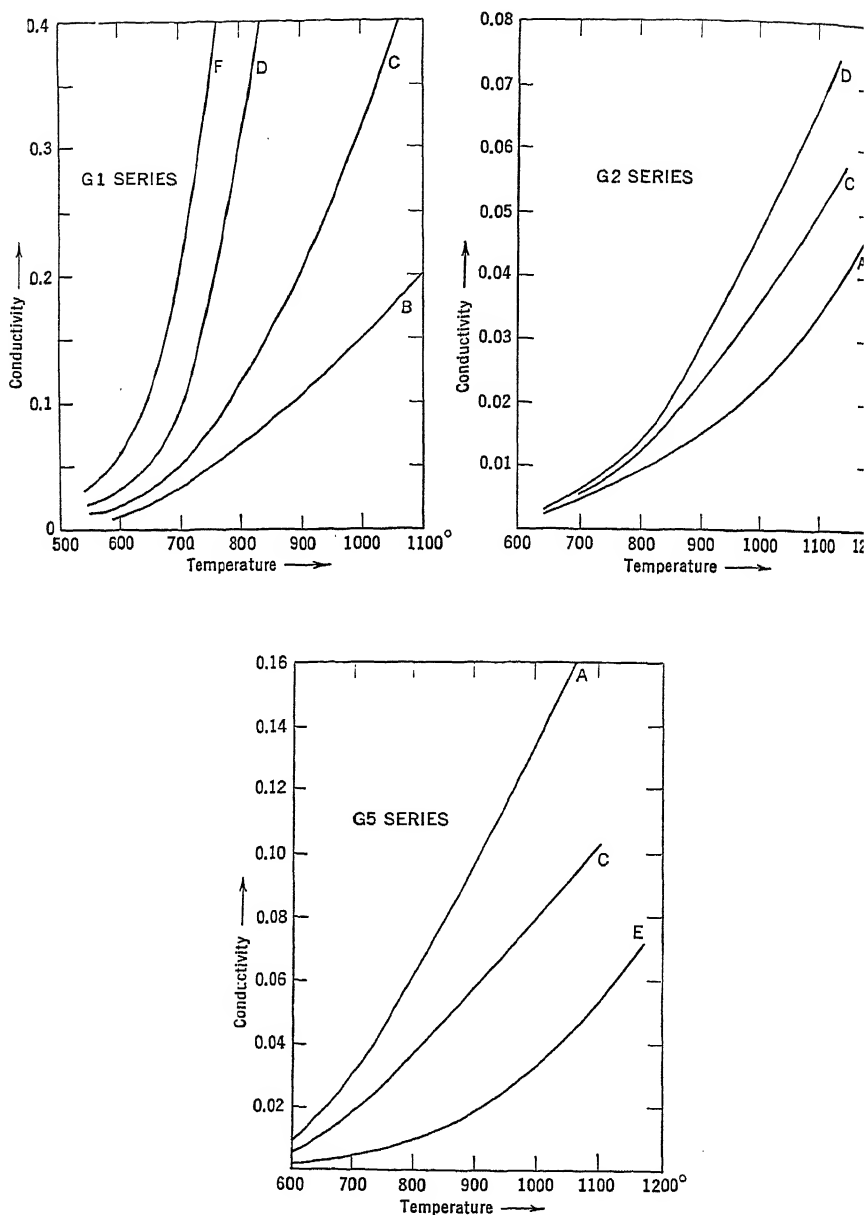 0.4
0.3
0.2
0.1
0
F
D
C
B
G1 SERIES
Conductivity
500 600 700 800 900 1000 1100°
Temperature
0.08
0.07
0.06
0.05
0.04
0.03
0.02
0.01
D
C
A
G2 SERIES
Conductivity
600 700 800 900 1000 1100
Temperature
0.16
0.14
0.12
0.10
0.08
0.06
0.04
0.02
A
C
E
G5 SERIES
Conductivity
600 700 800 900 1000 1100 1200°
Temperature